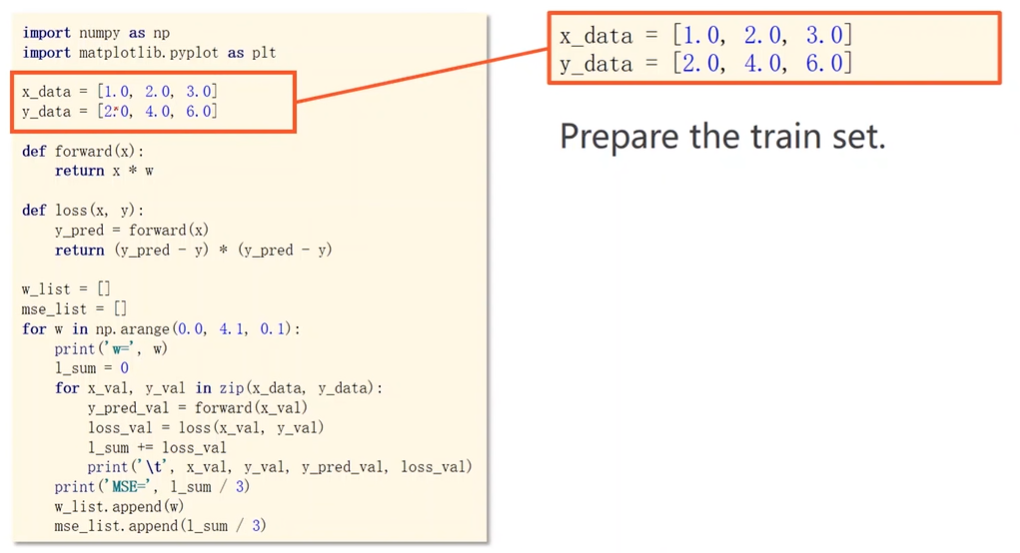 import numpy as np
import matplotlib.pyplot as plt
x_data = [1.0, 2.0, 3.0]
y_data = [2.0, 4.0, 6.0]
def forward(x):
    return x * w
def loss(x, y):
    y_pred = forward(x)
    return (y_pred - y) * (y_pred - y)
w_list = []
mse_list = []
for w in np.arange(0.0, 4.1, 0.1):
    print('w=', w)
    l_sum = 0
    for x_val, y_val in zip(x_data, y_data):
        y_pred_val = forward(x_val)
        loss_val = loss(x_val, y_val)
        l_sum += loss_val
        print('\t', x_val, y_val, y_pred_val, loss_val)
    print('MSE=', l_sum / 3)
    w_list.append(w)
    mse_list.append(l_sum / 3)
x_data = [1.0, 2.0, 3.0]
y_data = [2.0, 4.0, 6.0]
Prepare the train set.